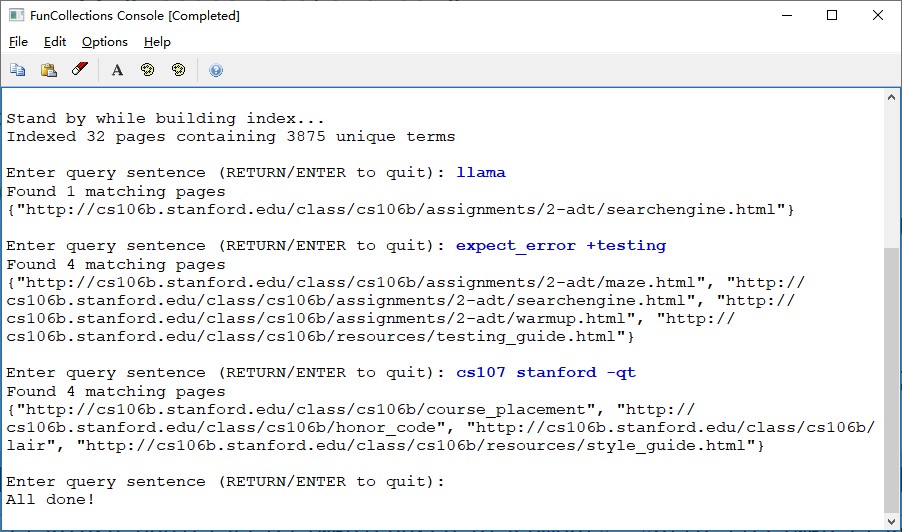 FunCollections Console [Completed]
File Edit Options Help
A
Stand by while building index...
Indexed 32 pages containing 3875 unique terms
Enter query sentence (RETURN/ENTER to quit): llama
Found 1 matching pages
{"http://cs106b.stanford.edu/class/cs106b/assignments/2-adt/searchengine.html"}
Enter query sentence (RETURN/ENTER to quit): expect_error +testing
Found 4 matching pages
{"http://cs106b.stanford.edu/class/cs106b/assignments/2-adt/maze.html", "http://
cs106b.stanford.edu/class/cs106b/assignments/2-adt/searchengine.html", "http://
cs106b.stanford.edu/class/cs106b/assignments/2-adt/warmup.html", "http://
cs106b.stanford.edu/class/cs106b/resources/testing_guide.html"}
Enter query sentence (RETURN/ENTER to quit): cs107 stanford -qt
Found 4 matching pages
{"http://cs106b.stanford.edu/class/cs106b/course_placement", "http://
cs106b.stanford.edu/class/cs106b/honor_code", "http://cs106b.stanford.edu/class/cs106b/
lair", "http://cs106b.stanford.edu/class/cs106b/resources/style_guide.html"}
Enter query sentence (RETURN/ENTER to quit):
All done!